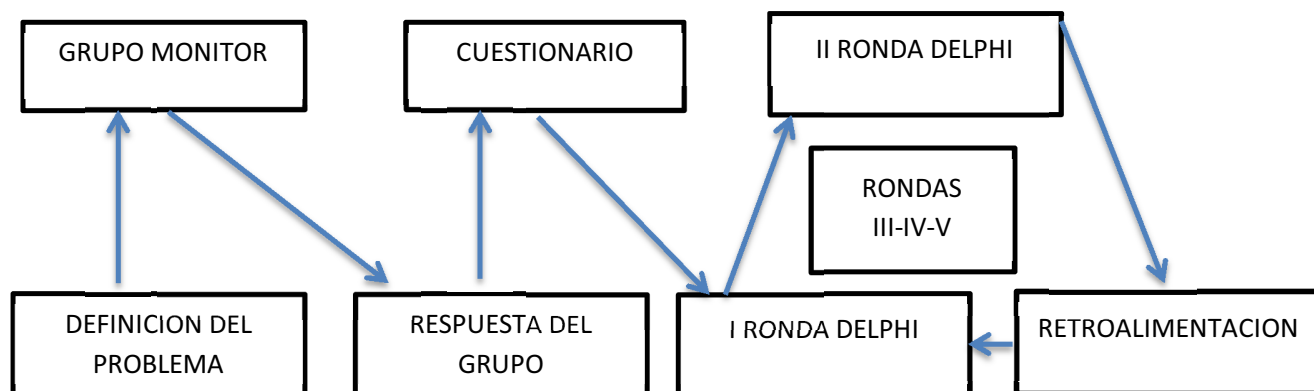 GRUPO MONITOR
CUESTIONARIO
II RONDA DELPHI
RONDAS
III-IV-V
DEFINICION DEL
PROBLEMA
RESPUESTA DEL
GRUPO
I RONDA DELPHI
RETROALIMENTACION